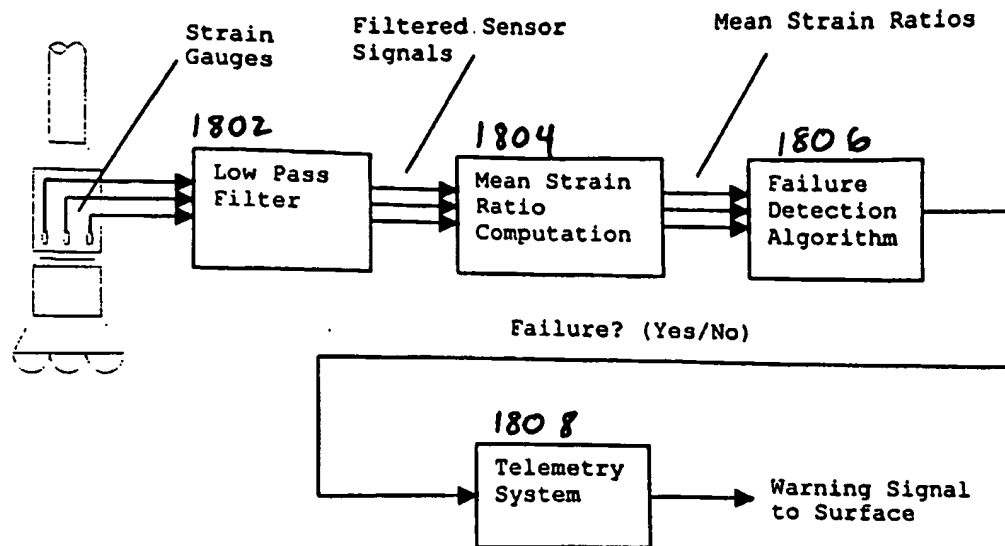 Strain
Gauges
Filtered Sensor
Signals
Mean Strain Ratios
1802
Low Pass
Filter
1804
Mean Strain
Ratio
Computation
1806
Failure
Detection
Algorithm
Failure? (Yes/No)
1808
Telemetry
System
Warning Signal
to Surface